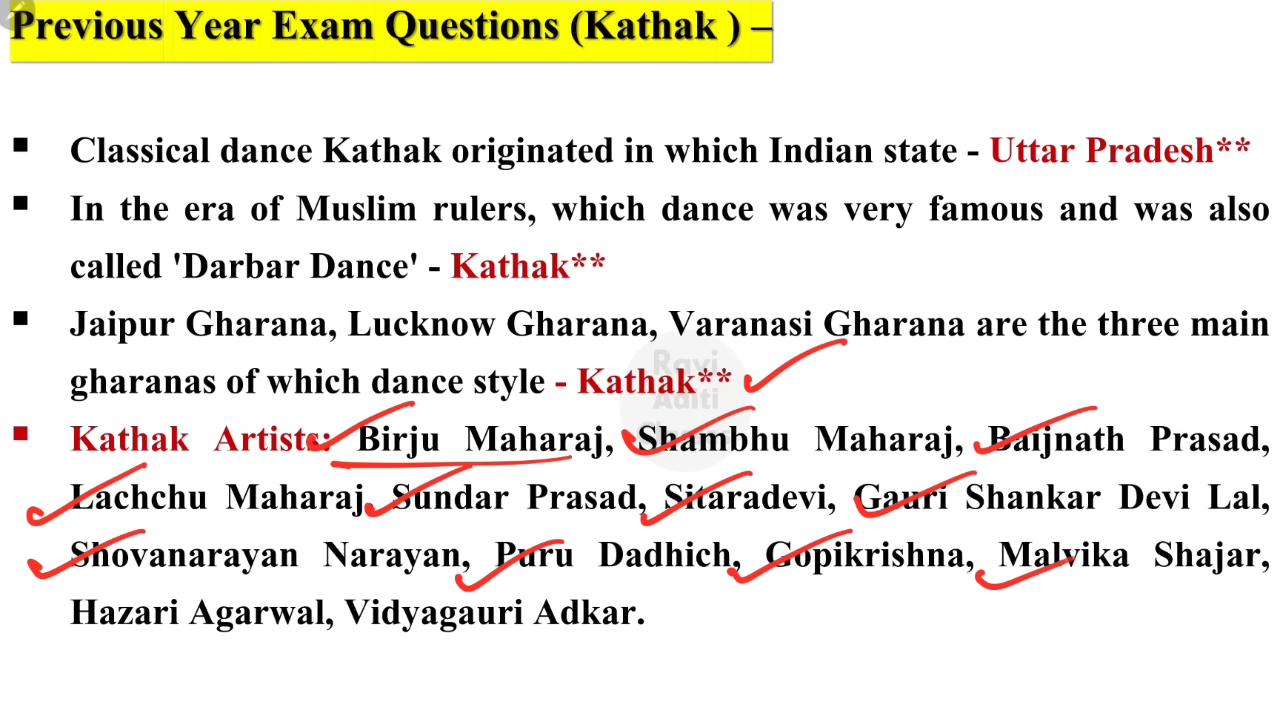 Previous Year Exam Questions (Kathak ) –
▪ Classical dance Kathak originated in which Indian state - Uttar Pradesh**
▪ In the era of Muslim rulers, which dance was very famous and was also
called 'Darbar Dance' - Kathak**
▪ Jaipur Gharana, Lucknow Gharana, Varanasi Gharana are the three main
gharanas of which dance style - Kathak**
▪ Kathak Artists: Birju Maharaj, Shambhu Maharaj, Baijnath Prasad,
Lachchu Maharaj, Sundar Prasad, Sitaradevi, Gauri Shankar Devi Lal,
Shovanarayan Narayan, Puru Dadhich, Gopikrishna, Malvika Shajar,
Hazari Agarwal, Vidyagauri Adkar.
Ravi
Aditi